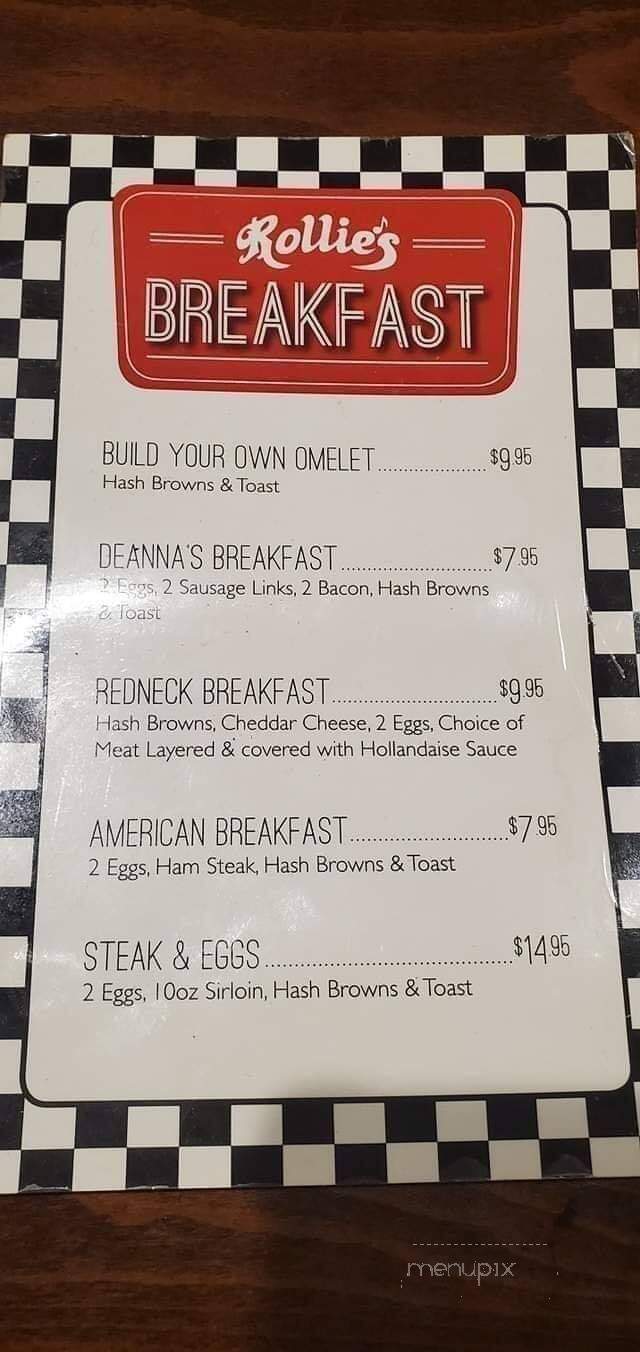 Rollie's
BREAKFAST
BUILD YOUR OWN OMELET....................$9.95
Hash Browns & Toast
DEANNA'S BREAKFAST............................$7.95
2 Eggs, 2 Sausage Links, 2 Bacon, Hash Browns
& Toast
REDNECK BREAKFAST................................$9.95
Hash Browns, Cheddar Cheese, 2 Eggs, Choice of
Meat Layered & covered with Hollandaise Sauce
AMERICAN BREAKFAST..............................$7.95
2 Eggs, Ham Steak, Hash Browns & Toast
STEAK & EGGS..............................................$14.95
2 Eggs, 10oz Sirloin, Hash Browns & Toast
menupix